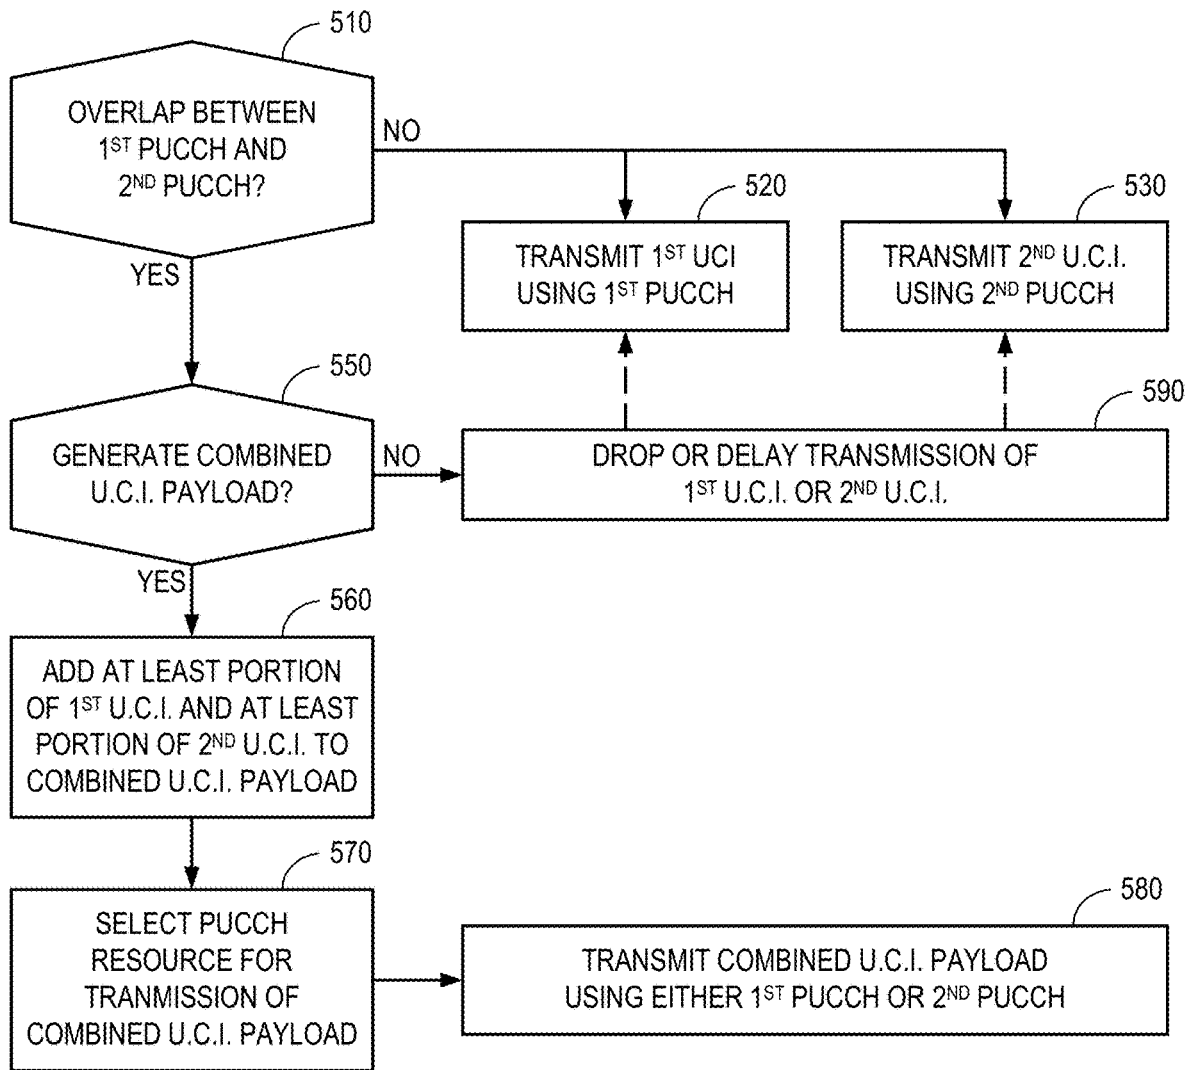 510
OVERLAP BETWEEN
1ST PUCCH AND
2ND PUCCH?
NO
YES
520
TRANSMIT 1ST UCI
USING 1ST PUCCH
530
TRANSMIT 2ND U.C.I.
USING 2ND PUCCH
550
GENERATE COMBINED
U.C.I. PAYLOAD?
NO
YES
590
DROP OR DELAY TRANSMISSION OF
1ST U.C.I. OR 2ND U.C.I.
560
ADD AT LEAST PORTION
OF 1ST U.C.I. AND AT LEAST
PORTION OF 2ND U.C.I. TO
COMBINED U.C.I. PAYLOAD
570
SELECT PUCCH
RESOURCE FOR
TRANMISSION OF
COMBINED U.C.I. PAYLOAD
580
TRANSMIT COMBINED U.C.I. PAYLOAD
USING EITHER 1ST PUCCH OR 2ND PUCCH